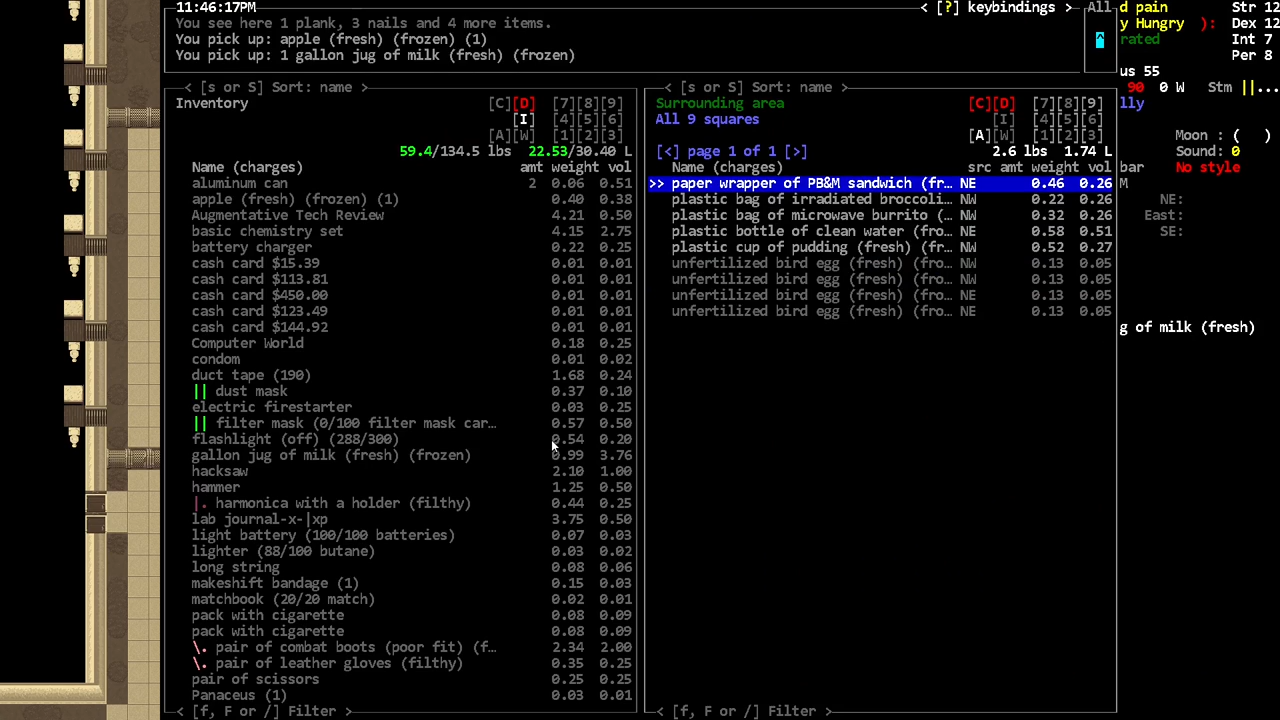 11:46:17PM
< [?] keybindings >
All
d pain
Str 12
You see here 1 plank, 3 nails and 4 more items.
y Hungry ):
Dex 12
You pick up: apple (fresh) (frozen) (1)
rated
Int 7
You pick up: 1 gallon jug of milk (fresh) (frozen)
Per 8
us 55
< [s or S] Sort: name >
< [s or S] Sort: name >
90 0 W Stm ||...
Inventory
[C][D] [7][8][9]
Surrounding area
[C][D] [7][8][9]
lly
[I] [4][5][6]
All 9 squares
[I] [4][5][6]
[A][W] [1][2][3]
[A][W] [1][2][3]
Moon : ( )
59.4/134.5 lbs 22.53/30.40 L
[<] page 1 of 1 [>]
2.6 lbs 1.74 L
Sound: 0
Name (charges) amt weight vol
Name (charges) src amt weight vol
bar No style
aluminum can 2 0.06 0.51
>> paper wrapper of PB&M sandwich (fr… NE 0.46 0.26
M
apple (fresh) (frozen) (1) 0.40 0.38
plastic bag of irradiated broccoli… NW 0.22 0.26
NE:
Augmentative Tech Review 4.21 0.50
plastic bag of microwave burrito (… NW 0.32 0.26
East:
basic chemistry set 4.15 2.75
plastic bottle of clean water (fr… NE 0.58 0.51
SE:
battery charger 0.22 0.25
plastic cup of pudding (fresh) (f… NW 0.52 0.27
cash card $15.39 0.01 0.01
unfertilized bird egg (fresh) (fro… NW 0.13 0.05
cash card $113.81 0.01 0.01
unfertilized bird egg (fresh) (fro… NW 0.13 0.05
cash card $450.00 0.01 0.01
unfertilized bird egg (fresh) (fro… NE 0.13 0.05
cash card $123.49 0.01 0.01
unfertilized bird egg (fresh) (fro… NE 0.13 0.05
cash card $144.92 0.01 0.01
g of milk (fresh)
Computer World 0.18 0.25
condom 0.01 0.02
duct tape (190) 1.68 0.24
|| dust mask 0.37 0.10
electric firestarter 0.03 0.25
|| filter mask (0/100 filter mask car… 0.57 0.50
flashlight (off) (288/300) 0.54 0.20
gallon jug of milk (fresh) (frozen) 0.99 3.76
hacksaw 2.10 1.00
hammer 1.25 0.50
|. harmonica with a holder (filthy) 0.44 0.25
lab journal-x-|xp 3.75 0.50
light battery (100/100 batteries) 0.07 0.03
lighter (88/100 butane) 0.03 0.02
long string 0.08 0.06
makeshift bandage (1) 0.15 0.03
matchbook (20/20 match) 0.02 0.01
pack with cigarette 0.08 0.09
pack with cigarette 0.08 0.09
\. pair of combat boots (poor fit) (f… 2.34 2.00
\. pair of leather gloves (filthy) 0.35 0.25
pair of scissors 0.25 0.25
Panaceus (1) 0.03 0.01
< [f, F or /] Filter >
< [f, F or /] Filter >